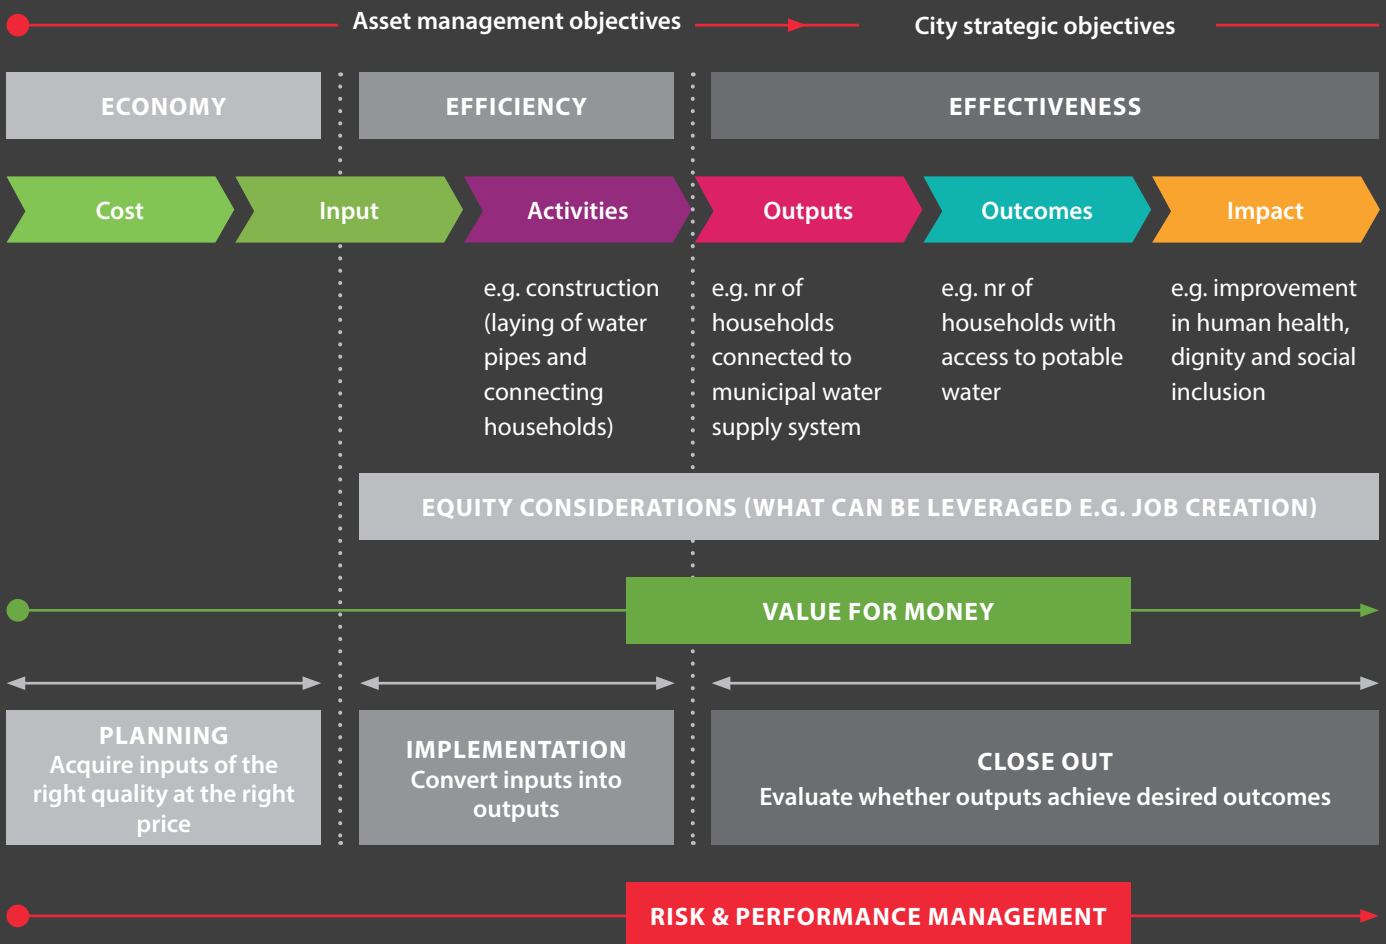 Asset management objectives
City strategic objectives
ECONOMY
EFFICIENCY
EFFECTIVENESS
Cost
Input
Activities
Outputs
Outcomes
Impact
e.g. construction
(laying of water
pipes and
connecting
households)
e.g. nr of
households
connected to
municipal water
supply system
e.g. nr of
households with
access to potable
water
e.g. improvement
in human health,
dignity and social
inclusion
EQUITY CONSIDERATIONS (WHAT CAN BE LEVERAGED E.G. JOB CREATION)
VALUE FOR MONEY
PLANNING
Acquire inputs of the
right quality at the right
price
IMPLEMENTATION
Convert inputs into
outputs
CLOSE OUT
Evaluate whether outputs achieve desired outcomes
RISK & PERFORMANCE MANAGEMENT